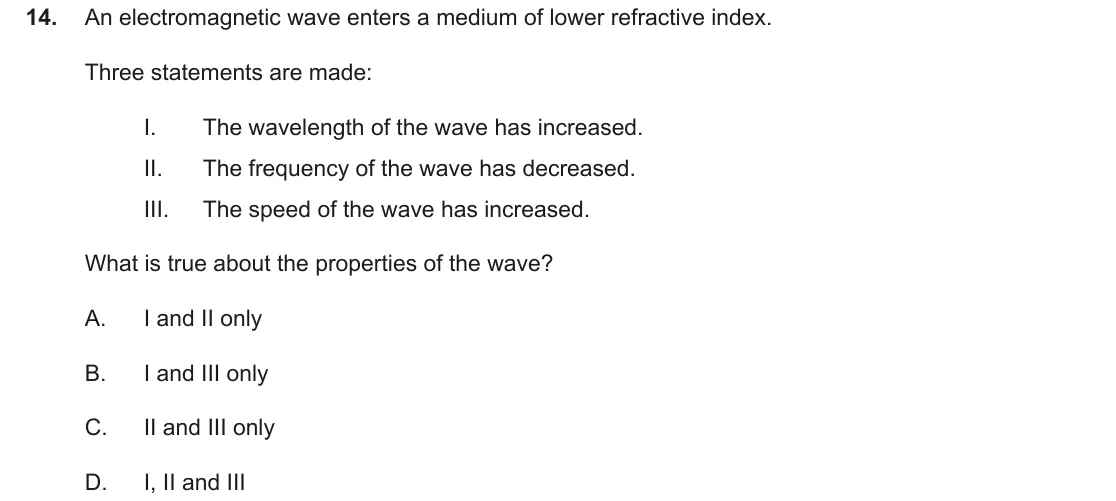 14. An electromagnetic wave enters a medium of lower refractive index.
Three statements are made:
I. The wavelength of the wave has increased.
II. The frequency of the wave has decreased.
III. The speed of the wave has increased.
What is true about the properties of the wave?
A. I and II only
B. I and III only
C. II and III only
D. I, II and III